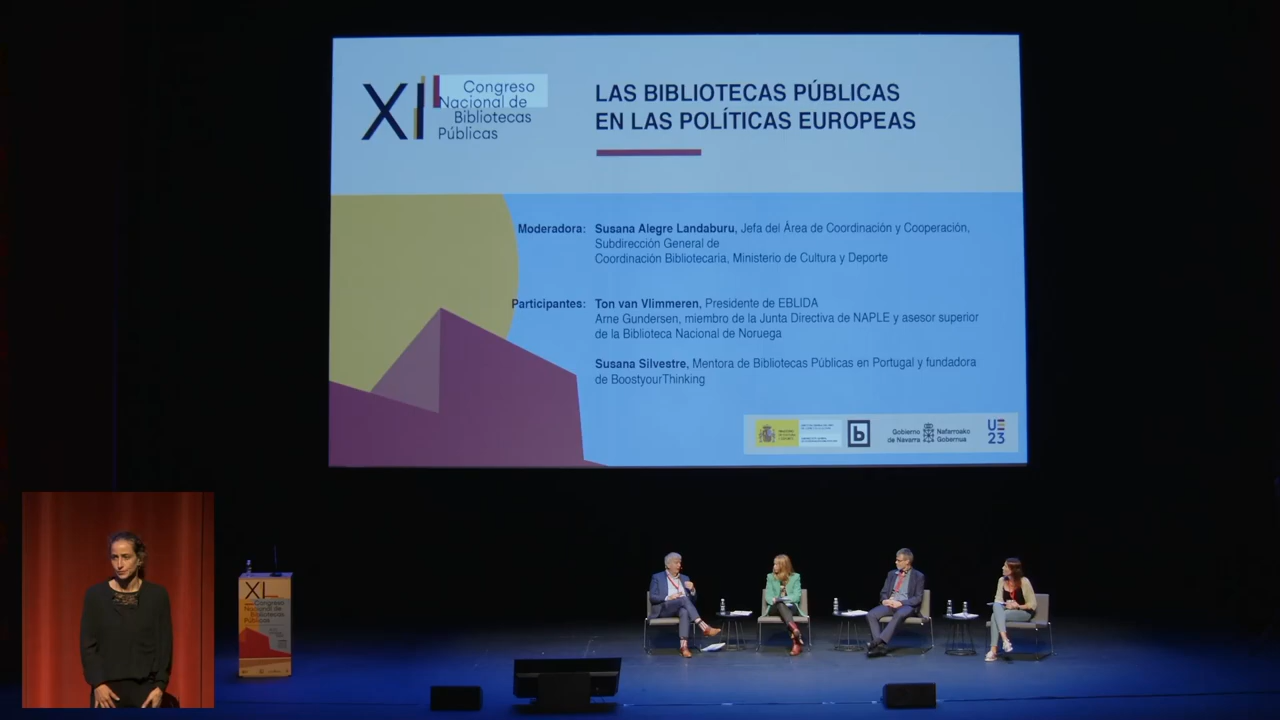 XI Congreso
Nacional de
Bibliotecas
Públicas
LAS BIBLIOTECAS PÚBLICAS
EN LAS POLÍTICAS EUROPEAS
Moderadora: Susana Alegre Landaburu, Jefa del Área de Coordinación y Cooperación,
Subdirección General de
Coordinación Bibliotecaria, Ministerio de Cultura y Deporte
Participantes: Ton van Vlimmeren, Presidente de EBLIDA
Arne Gundersen, miembro de la Junta Directiva de NAPLE y asesor superior
de la Biblioteca Nacional de Noruega
Susana Silvestre, Mentora de Bibliotecas Públicas en Portugal y fundadora
de BoostyourThinking
b
Gobierno
de Navarra
Nafarroako
Gobernua
UE
23
XI
Congreso
Nacional de
Bibliotecas
Públicas